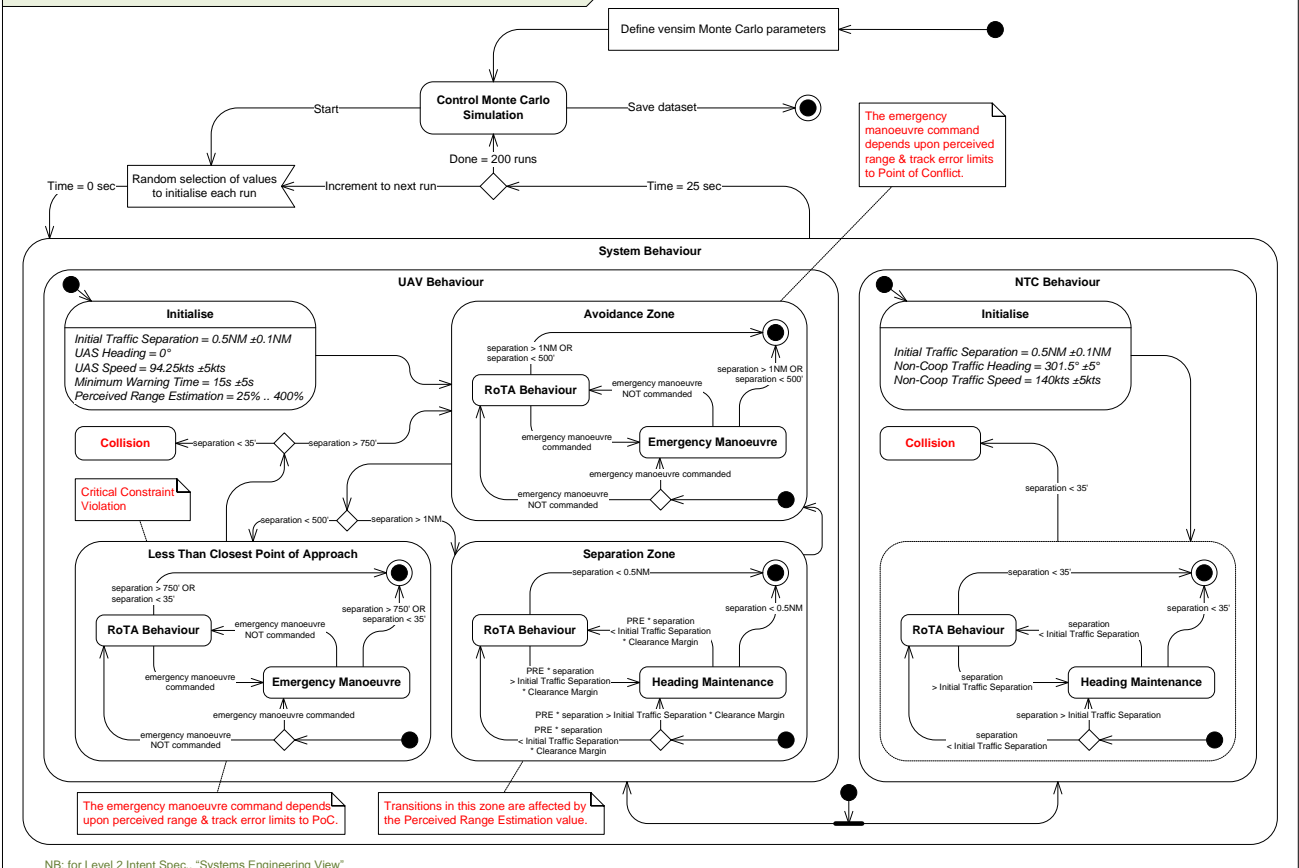 Define vensim Monte Carlo parameters
Control Monte Carlo
Simulation
Start
Save dataset
Done = 200 runs
The emergency
manoeuvre command
depends upon perceived
range & track error limits
to Point of Conflict.
Time = 0 sec
Random selection of values
to initialise each run
Increment to next run
Time = 25 sec
System Behaviour
UAV Behaviour
Initialise
Initial Traffic Separation = 0.5NM ±0.1NM
UAS Heading = 0°
UAS Speed = 94.25kts ±5kts
Minimum Warning Time = 15s ±5s
Perceived Range Estimation = 25% .. 400%
Avoidance Zone
separation > 1NM OR
separation < 500'
separation > 1NM OR
separation < 500'
RoTA Behaviour
emergency manoeuvre
NOT commanded
emergency manoeuvre
commanded
Emergency Manoeuvre
emergency manoeuvre commanded
emergency manoeuvre
NOT commanded
Collision
separation < 35'
separation > 750'
Critical Constraint
Violation
separation < 500'
separation > 1NM
Less Than Closest Point of Approach
separation > 750' OR
separation < 35'
separation > 750' OR
separation < 35'
RoTA Behaviour
emergency manoeuvre
NOT commanded
emergency manoeuvre
commanded
Emergency Manoeuvre
emergency manoeuvre commanded
emergency manoeuvre
NOT commanded
Separation Zone
separation < 0.5NM
separation < 0.5NM
RoTA Behaviour
PRE * separation
< Initial Traffic Separation
* Clearance Margin
PRE * separation
> Initial Traffic Separation
* Clearance Margin
Heading Maintenance
PRE * separation > Initial Traffic Separation * Clearance Margin
PRE * separation
< Initial Traffic Separation
* Clearance Margin
NTC Behaviour
Initialise
Initial Traffic Separation = 0.5NM ±0.1NM
Non-Coop Traffic Heading = 301.5° ±5°
Non-Coop Traffic Speed = 140kts ±5kts
Collision
separation < 35'
separation < 35'
separation < 35'
RoTA Behaviour
separation
< Initial Traffic Separation
separation
> Initial Traffic Separation
Heading Maintenance
separation > Initial Traffic Separation
separation
< Initial Traffic Separation
The emergency manoeuvre command depends
upon perceived range & track error limits to PoC.
Transitions in this zone are affected by
the Perceived Range Estimation value.
NB: for Level 2 Intent Spec., "Systems Engineering View"